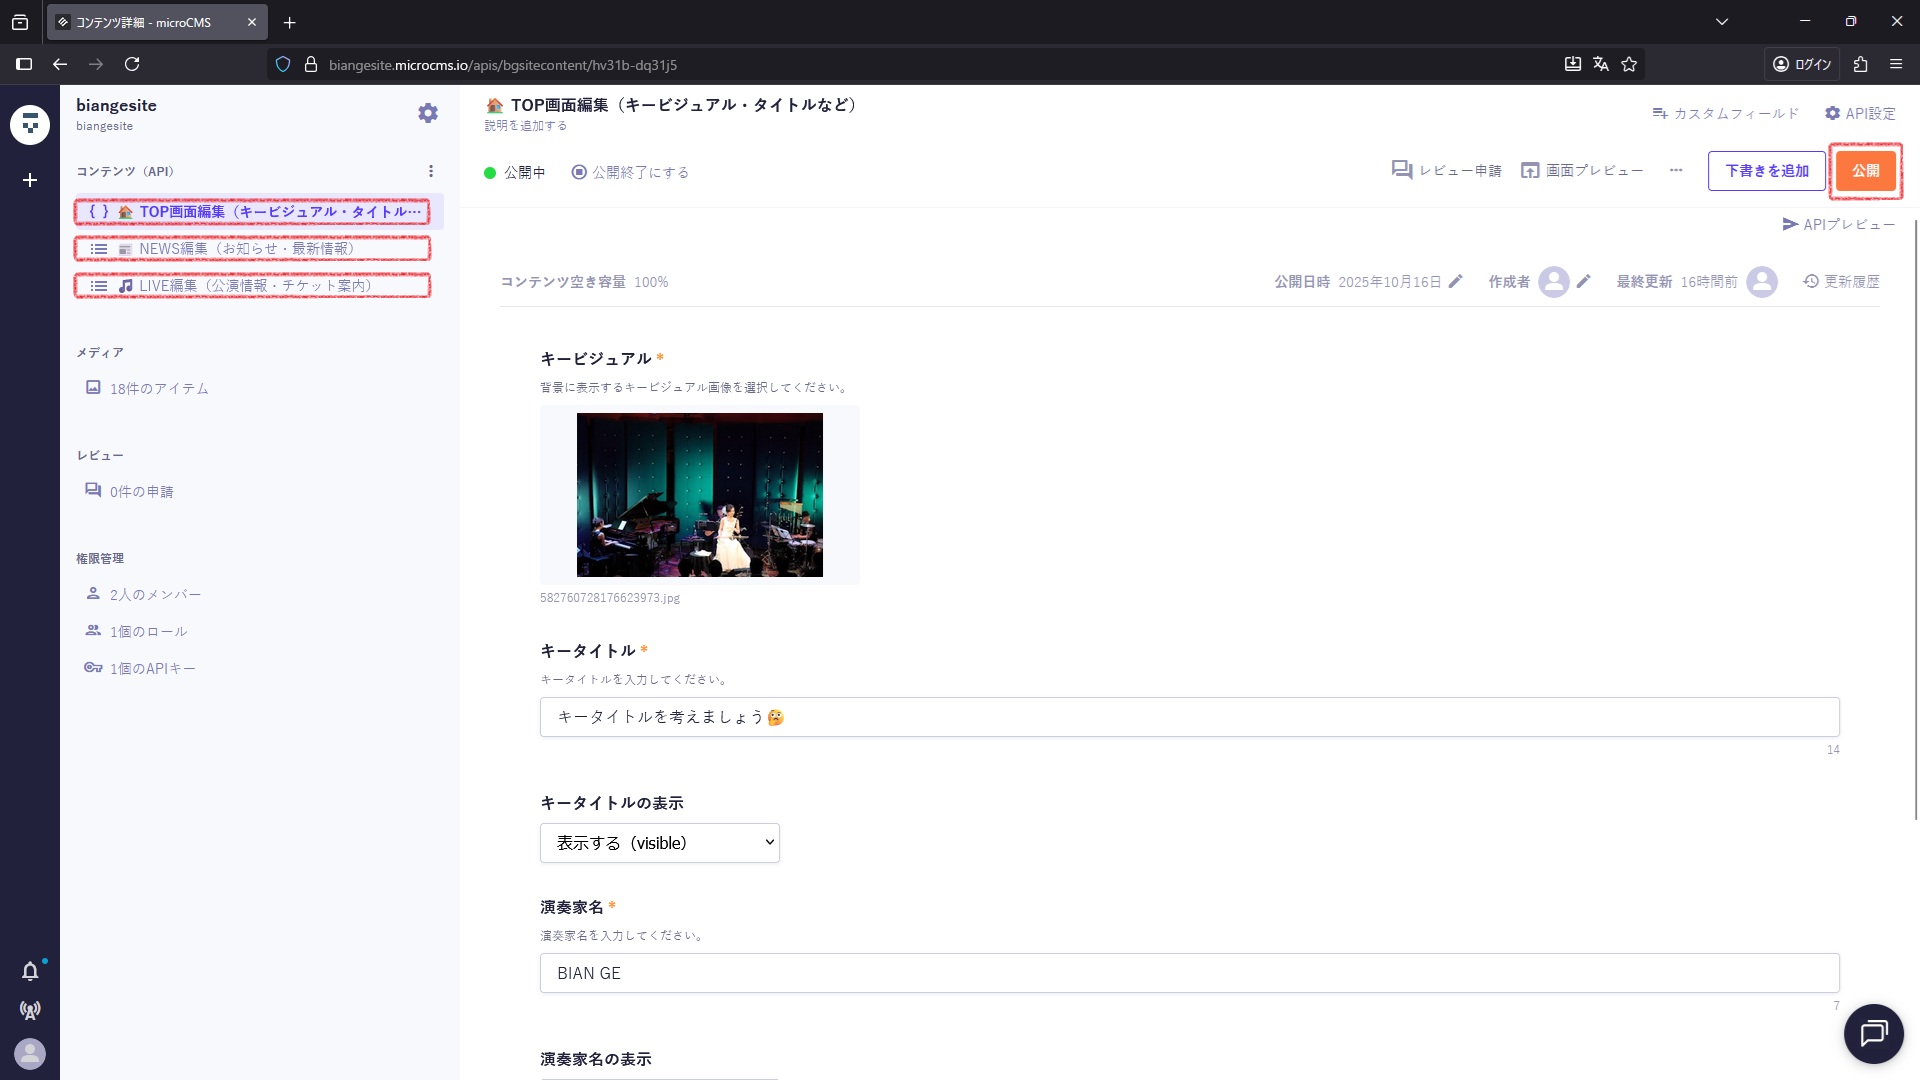 コンテンツ詳細 - microCMS
biangesite.microcms.io/apis/bgsitecontent/hv31b-dq31j5
ログイン
biangesite
biangesite
コンテンツ（API）
{ } 🏠 TOP画面編集（キービジュアル・タイトル…
📰 NEWS編集（お知らせ・最新情報）
🎵 LIVE編集（公演情報・チケット案内）
メディア
18件のアイテム
レビュー
0件の申請
権限管理
2人のメンバー
1個のロール
1個のAPIキー
🏠 TOP画面編集（キービジュアル・タイトルなど）
説明を追加する
カスタムフィールド
API設定
公開中
公開終了にする
レビュー申請
画面プレビュー
…
下書きを追加
公開
APIプレビュー
コンテンツ空き容量 100%
公開日時 2025年10月16日
作成者
最終更新 16時間前
更新履歴
キービジュアル *
背景に表示するキービジュアル画像を選択してください。
582760728176623973.jpg
キータイトル *
キータイトルを入力してください。
キータイトルを考えましょう🤔
14
キータイトルの表示
表示する（visible）
演奏家名 *
演奏家名を入力してください。
BIAN GE
7
演奏家名の表示